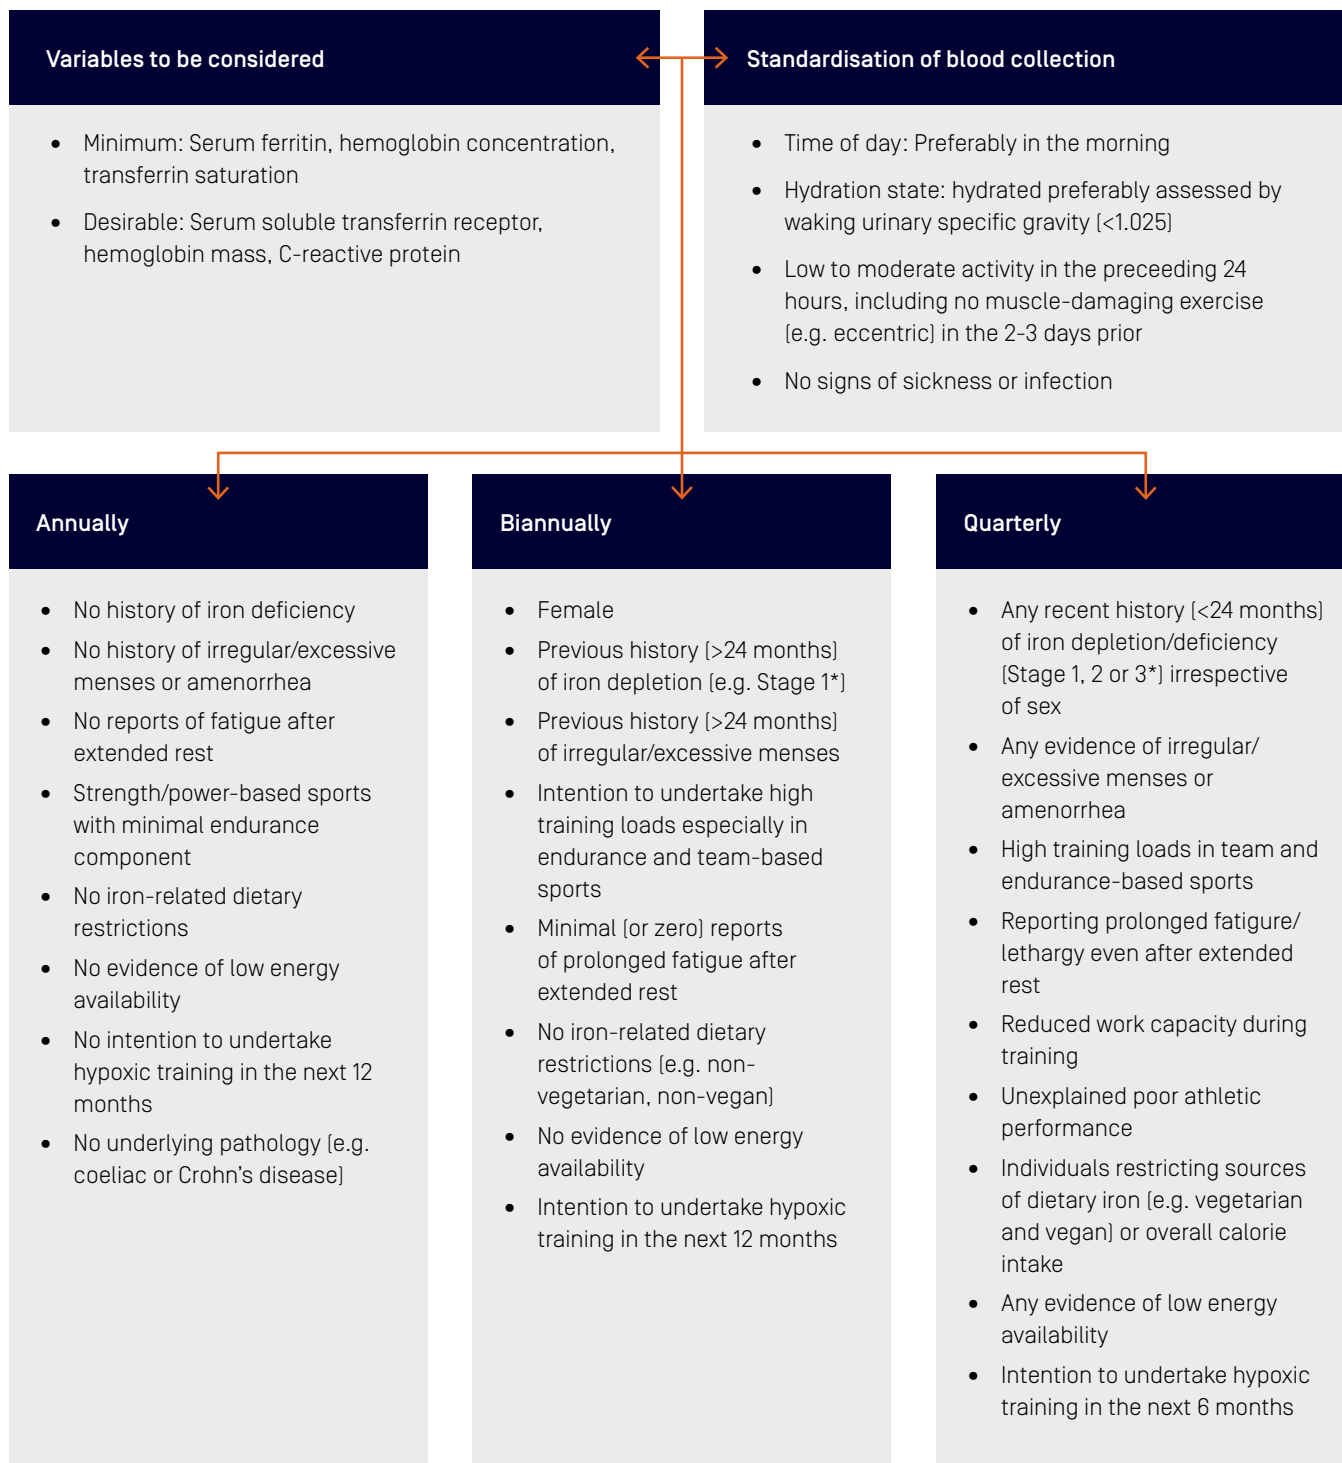 Variables to be considered
• Minimum: Serum ferritin, hemoglobin concentration,
transferrin saturation
• Desirable: Serum soluble transferrin receptor,
hemoglobin mass, C-reactive protein
Standardisation of blood collection
• Time of day: Preferably in the morning
• Hydration state: hydrated preferably assessed by
waking urinary specific gravity (<1.025)
• Low to moderate activity in the preceeding 24
hours, including no muscle-damaging exercise
(e.g. eccentric) in the 2-3 days prior
• No signs of sickness or infection
Annually
• No history of iron deficiency
• No history of irregular/excessive
menses or amenorrhea
• No reports of fatigue after
extended rest
• Strength/power-based sports
with minimal endurance
component
• No iron-related dietary
restrictions
• No evidence of low energy
availability
• No intention to undertake
hypoxic training in the next 12
months
• No underlying pathology (e.g.
coeliac or Crohn's disease)
Biannually
• Female
• Previous history (>24 months)
of iron depletion (e.g. Stage 1*)
• Previous history (>24 months)
of irregular/excessive menses
• Intention to undertake high
training loads especially in
endurance and team-based
sports
• Minimal (or zero) reports
of prolonged fatigue after
extended rest
• No iron-related dietary
restrictions (e.g. non-
vegetarian, non-vegan)
• No evidence of low energy
availability
• Intention to undertake hypoxic
training in the next 12 months
Quarterly
• Any recent history (<24 months)
of iron depletion/deficiency
(Stage 1, 2 or 3*) irrespective
of sex
• Any evidence of irregular/
excessive menses or
amenorrhea
• High training loads in team and
endurance-based sports
• Reporting prolonged fatigure/
lethargy even after extended
rest
• Reduced work capacity during
training
• Unexplained poor athletic
performance
• Individuals restricting sources
of dietary iron (e.g. vegetarian
and vegan) or overall calorie
intake
• Any evidence of low energy
availability
• Intention to undertake hypoxic
training in the next 6 months